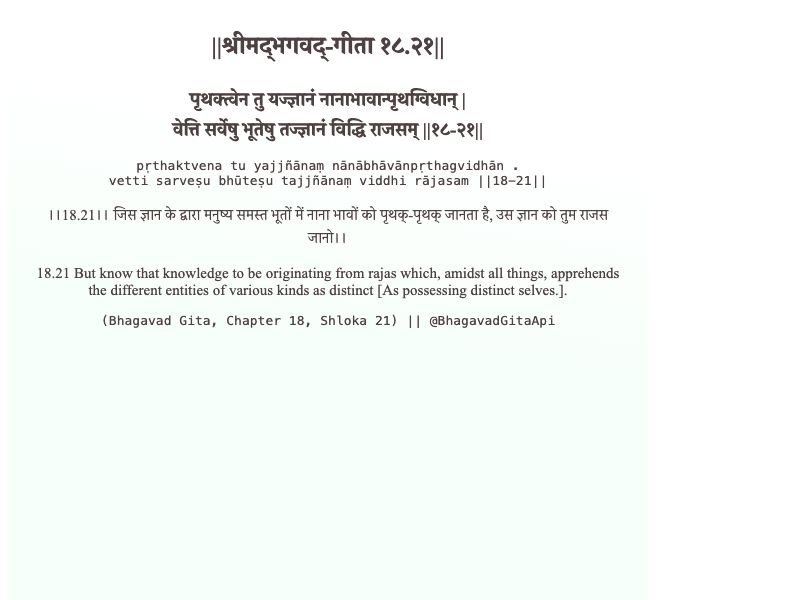 ||श्रीमद्‍भगवद्‍-गीता १८.२१||
पृथक्त्वेन तु यज्ज्ञानं नानाभावान्पृथग्विधान् |
वेत्ति सर्वेषु भूतेषु तज्ज्ञानं विद्धि राजसम् ||१८-२१||
pṛthaktvena tu yajjñānaṃ nānābhāvānpṛthagvidhān .
vetti sarveṣu bhūteṣu tajjñānaṃ viddhi rājasam ||18-21||
।।18.21।। जिस ज्ञान के द्वारा मनुष्य समस्त भूतों में नाना भावों को पृथक्-पृथक् जानता है, उस ज्ञान को तुम राजस
जानो।।
18.21 But know that knowledge to be originating from rajas which, amidst all things, apprehends
the different entities of various kinds as distinct [As possessing distinct selves.].
(Bhagavad Gita, Chapter 18, Shloka 21) || @BhagavadGitaApi